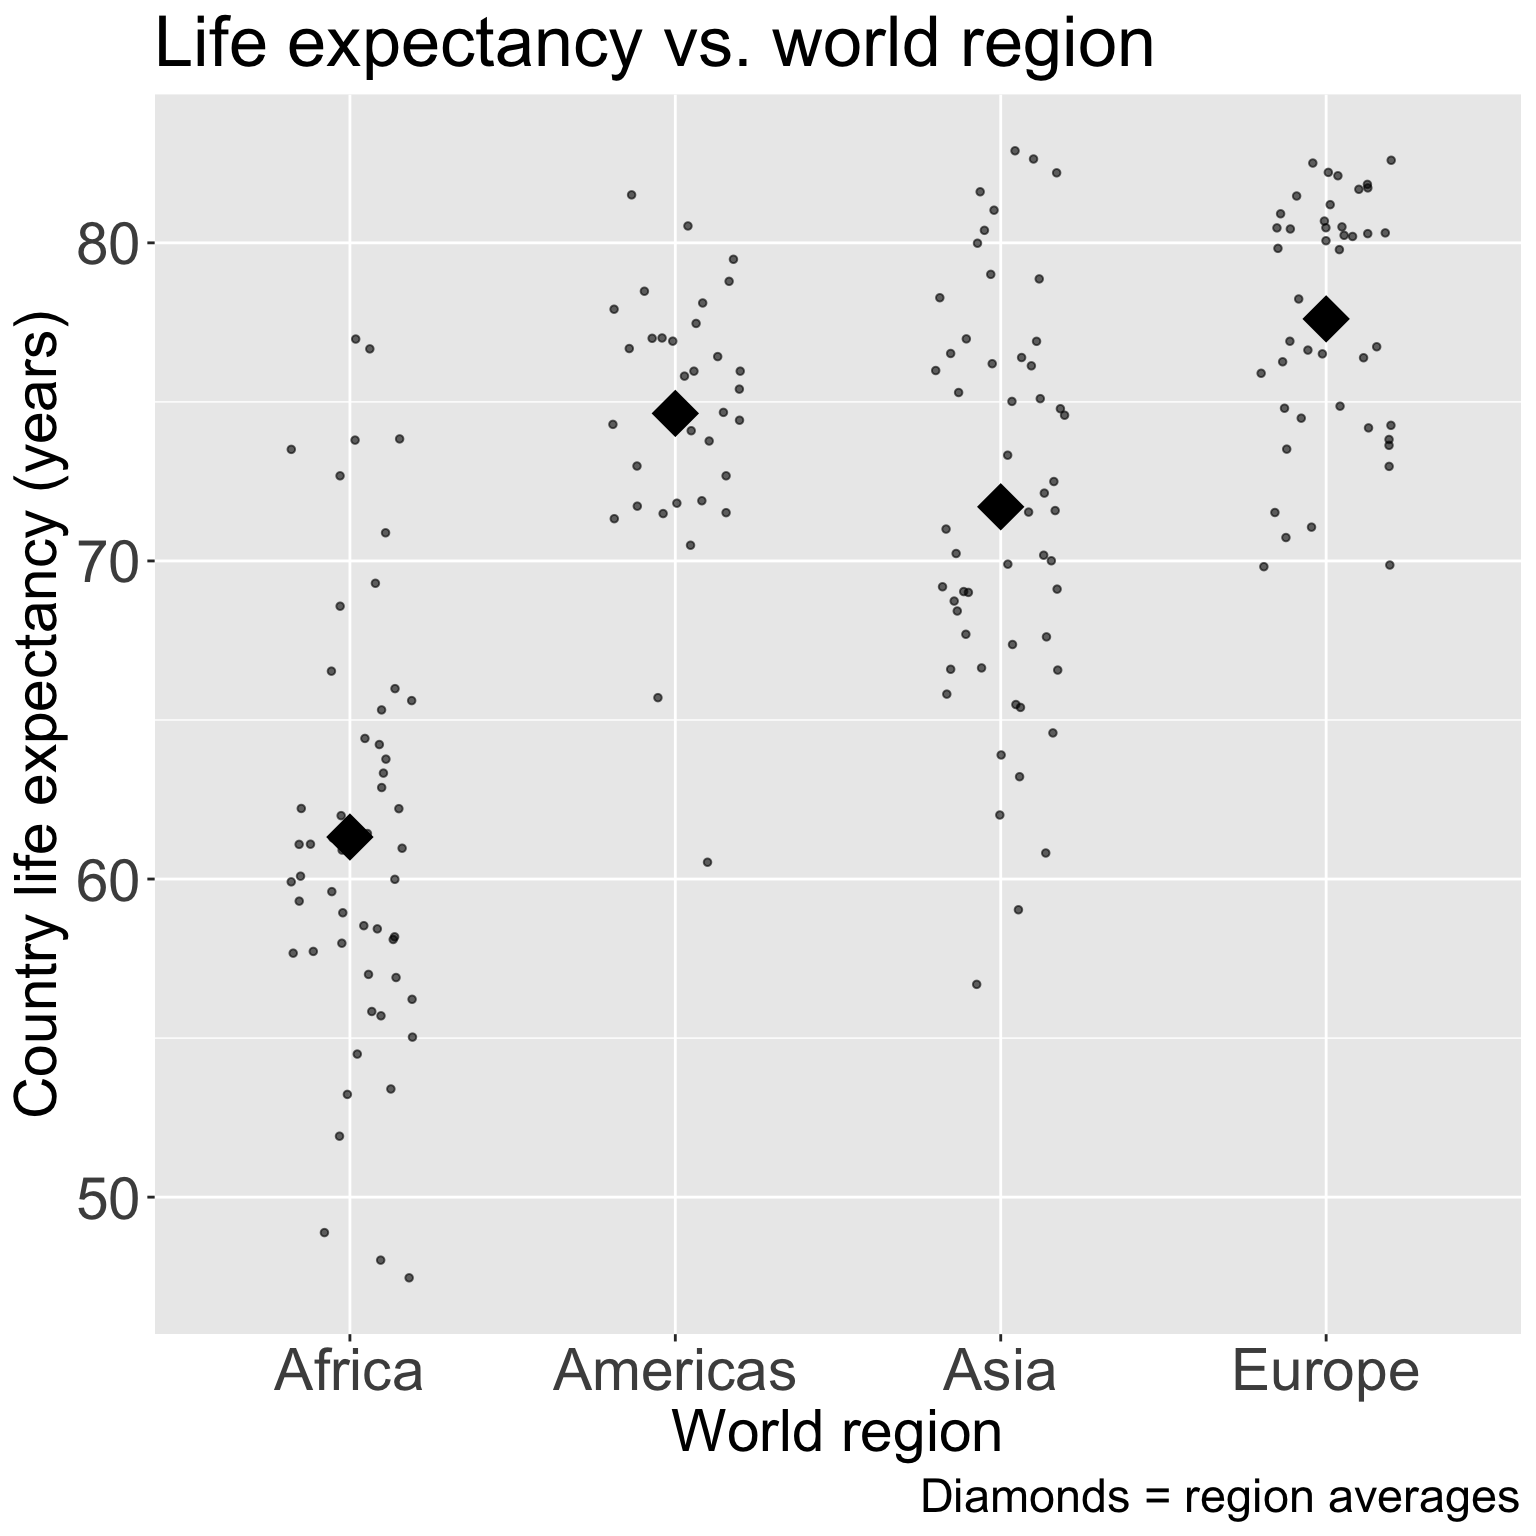 Life expectancy vs. world region
Country life expectancy (years)
80
70
60
50
Africa Americas Asia Europe
World region
Diamonds = region averages